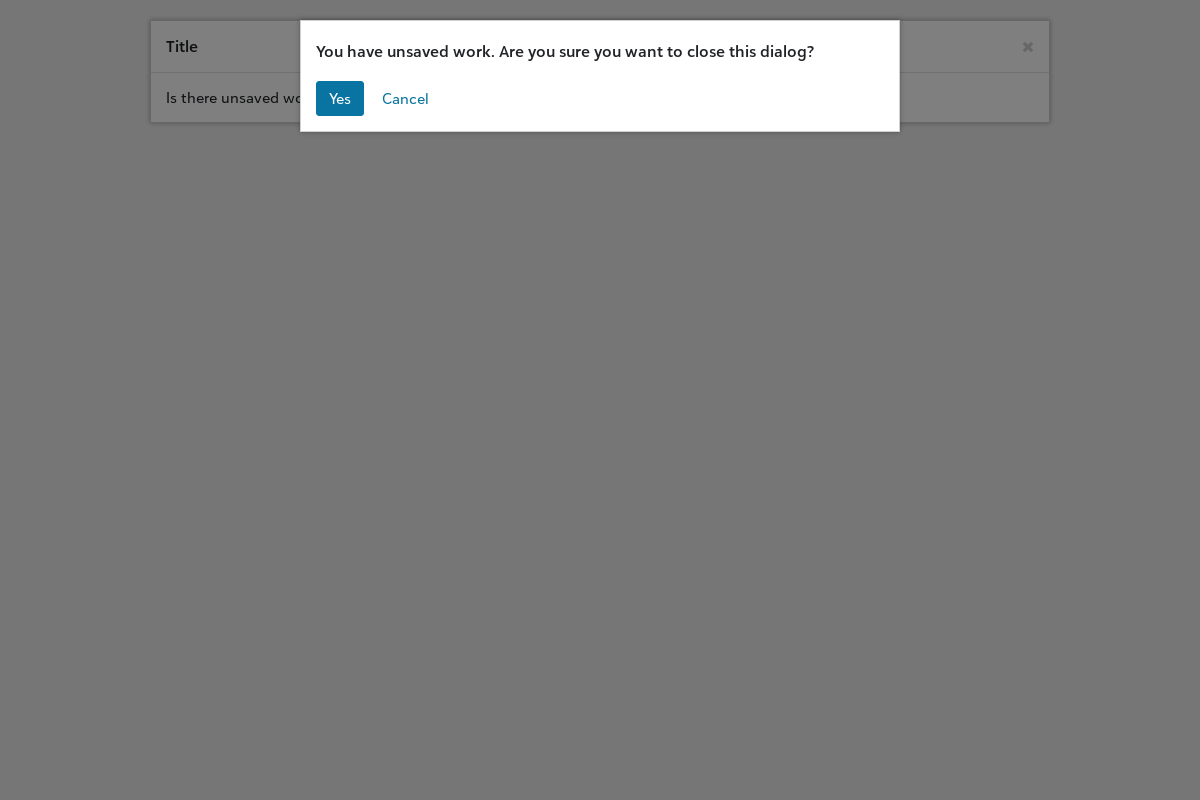 Title
You have unsaved work. Are you sure you want to close this dialog?
Is there unsaved
Yes
Cancel